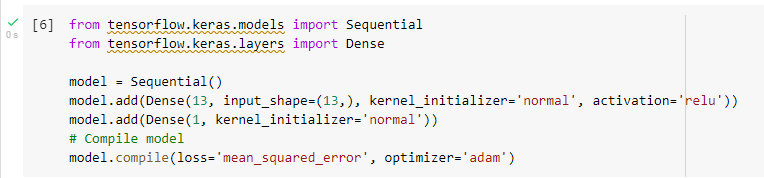 [6] from tensorflow.keras.models import Sequential
from tensorflow.keras.layers import Dense
0s
model = Sequential()
model.add(Dense(13, input_shape=(13,), kernel_initializer='normal', activation='relu'))
model.add(Dense(1, kernel_initializer='normal'))
# Compile model
model.compile(loss='mean_squared_error', optimizer='adam')